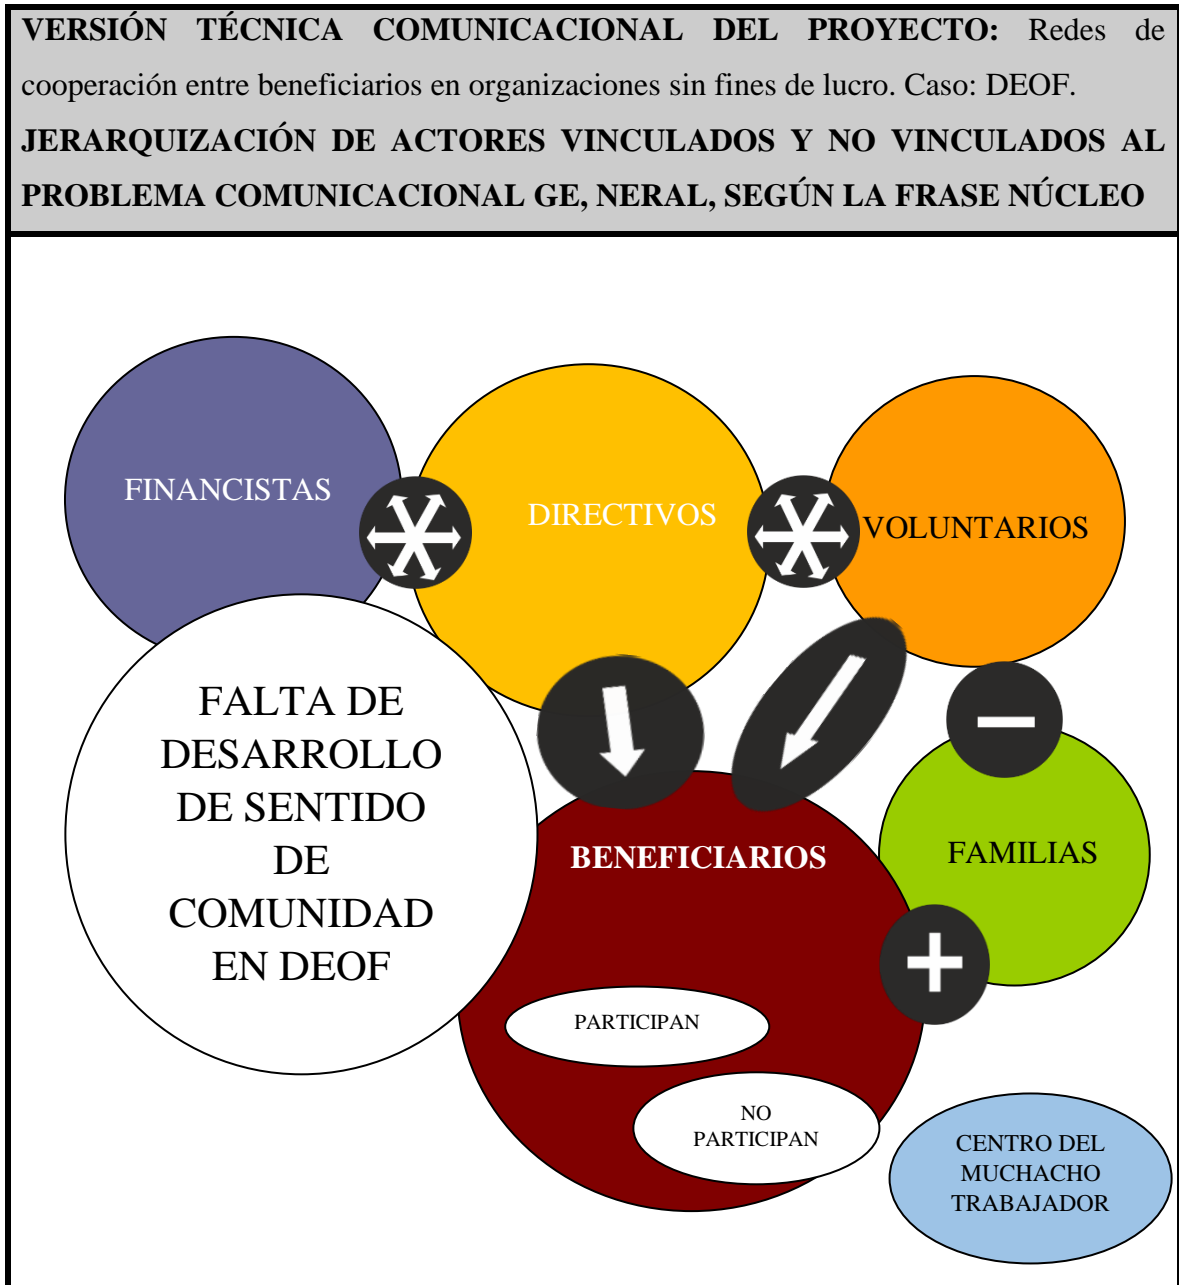 VERSIÓN TÉCNICA COMUNICACIONAL DEL PROYECTO: Redes de
cooperación entre beneficiarios en organizaciones sin fines de lucro. Caso: DEOF.
JERARQUIZACIÓN DE ACTORES VINCULADOS Y NO VINCULADOS AL
PROBLEMA COMUNICACIONAL GE, NERAL, SEGÚN LA FRASE NÚCLEO
FINANCISTAS
DIRECTIVOS
VOLUNTARIOS
FALTA DE
DESARROLLO
DE SENTIDO
DE
COMUNIDAD
EN DEOF
BENEFICIARIOS
FAMILIAS
PARTICIPAN
NO
PARTICIPAN
CENTRO DEL
MUCHACHO
TRABAJADOR